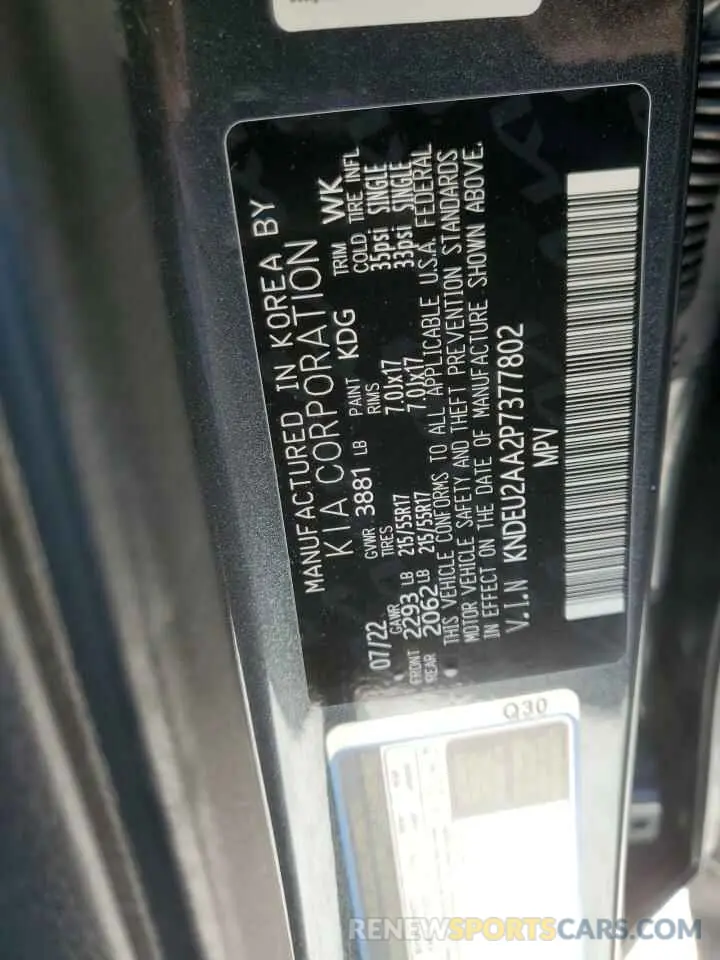 MANUFACTURED IN KOREA BY
KIA CORPORATION
07/22 GVWR 3881 LB PAINT KDG TRIM WK
GAWR TIRES RIMS COLD TIRE INFL
FRONT 2293 LB 215/55R17 7.0Jx17 35psi SINGLE
REAR 2062 LB 215/55R17 7.0Jx17 33psi SINGLE
THIS VEHICLE CONFORMS TO ALL APPLICABLE U.S.A. FEDERAL
MOTOR VEHICLE SAFETY AND THEFT PREVENTION STANDARDS
IN EFFECT ON THE DATE OF MANUFACTURE SHOWN ABOVE.
V.I.N KNDEU2AA2P7377802
MPV
Q30
RENEWSPORTSCARS.COM